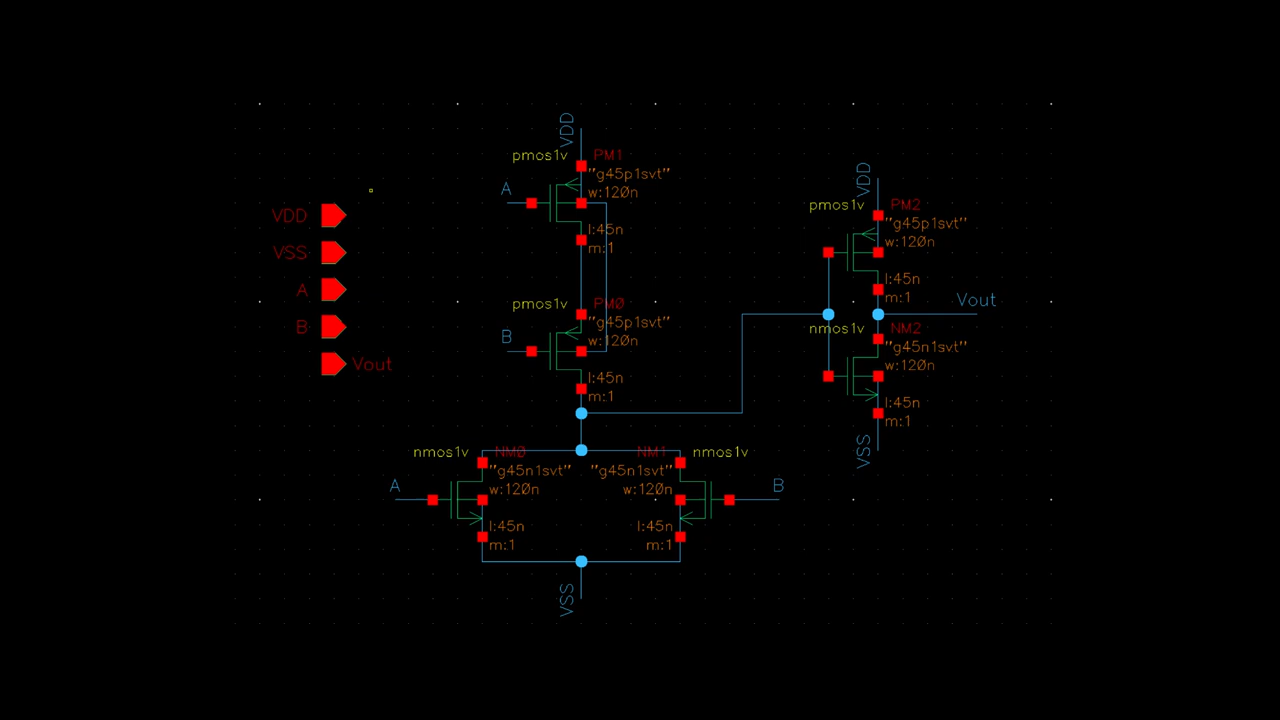 VDD
VSS
A
B
Vout
VDD
pmos1v
PM1
"g45p1svt"
w:120n
A
l:45n
m:1
pmos1v
PM0
"g45p1svt"
w:120n
B
l:45n
m:1
nmos1v
NM0
"g45n1svt"
w:120n
A
l:45n
m:1
NM1
nmos1v
"g45n1svt"
w:120n
B
l:45n
m:1
VSS
VDD
pmos1v
PM2
"g45p1svt"
w:120n
l:45n
m:1
Vout
nmos1v
NM2
"g45n1svt"
w:120n
l:45n
m:1
VSS